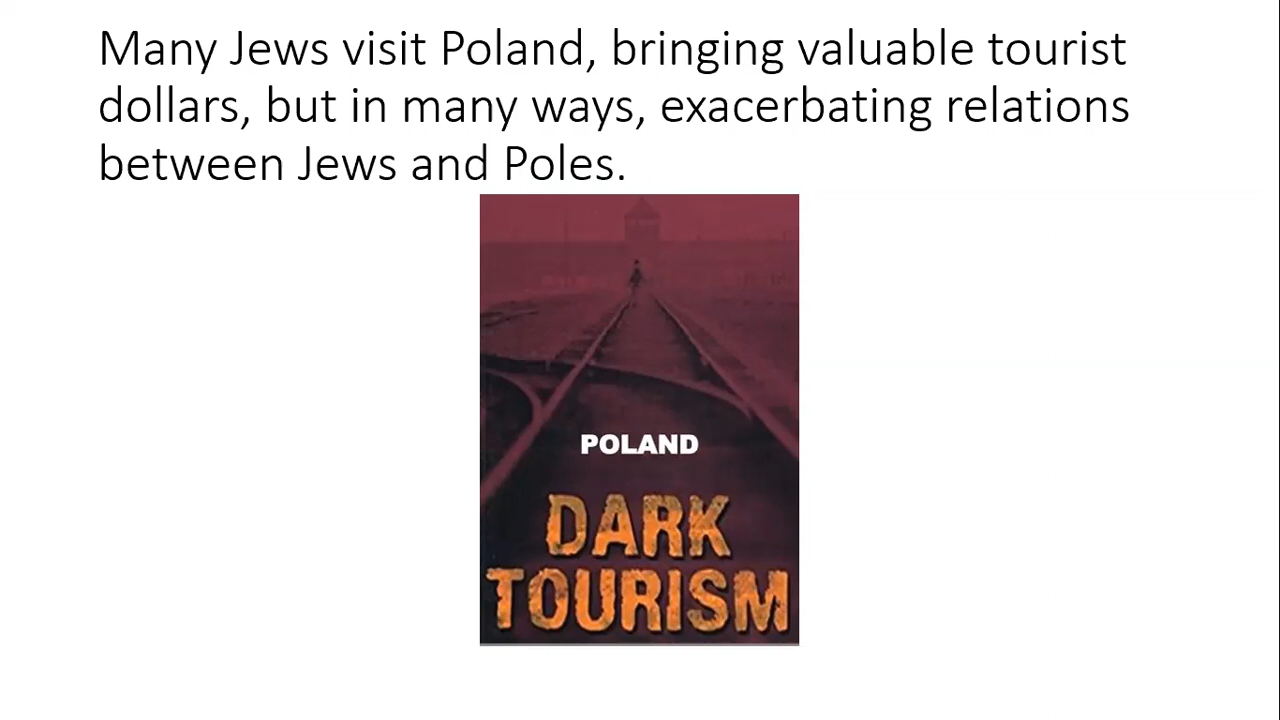 Many Jews visit Poland, bringing valuable tourist
dollars, but in many ways, exacerbating relations
between Jews and Poles.
POLAND
DARK
TOURISM